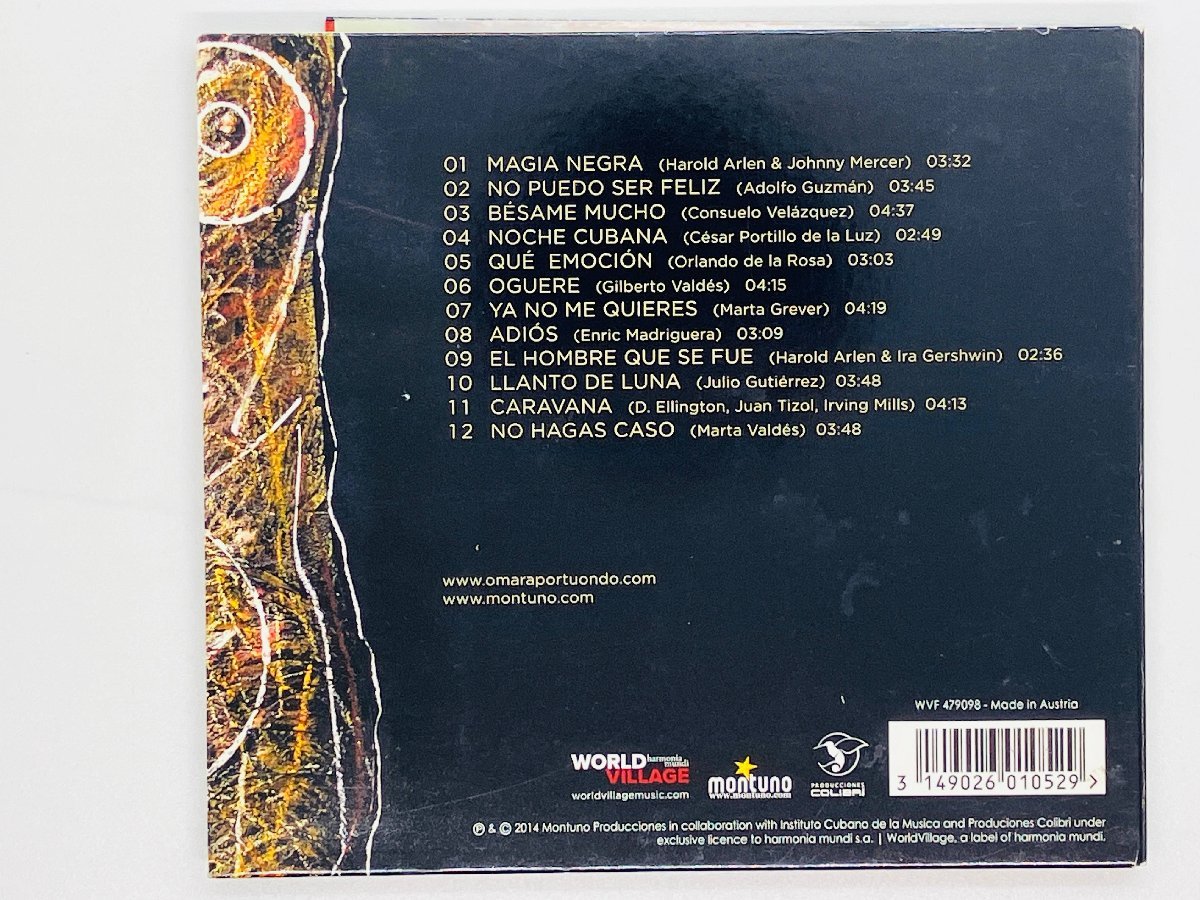 01 MAGIA NEGRA (Harold Arlen & Johnny Mercer) 03:32
02 NO PUEDO SER FELIZ (Adolfo Guzmán) 03:45
03 BÉSAME MUCHO (Consuelo Velázquez) 04:37
04 NOCHE CUBANA (César Portillo de la Luz) 02:49
05 QUÉ EMOCIÓN (Orlando de la Rosa) 03:03
06 OGUERE (Gilberto Valdés) 04:15
07 YA NO ME QUIERES (Marta Grever) 04:19
08 ADIÓS (Enric Madriguera) 03:09
09 EL HOMBRE QUE SE FUE (Harold Arlen & Ira Gershwin) 02:36
10 LLANTO DE LUNA (Julio Gutiérrez) 03:48
11 CARAVANA (D. Ellington, Juan Tizol, Irving Mills) 04:13
12 NO HAGAS CASO (Marta Valdés) 03:48
www.omaraportuondo.com
www.montuno.com
WVF 479098 - Made in Austria
WORLD harmonia mundi
VILLAGE
worldvillagemusic.com
montuno
www.montuno.com
PRODUCCIONES
COLIBRI
3 149026 010529 >
℗ & © 2014 Montuno Producciones in collaboration with Instituto Cubano de la Musica and Produciones Colibri under
exclusive licence to harmonia mundi s.a. | WorldVillage, a label of harmonia mundi.